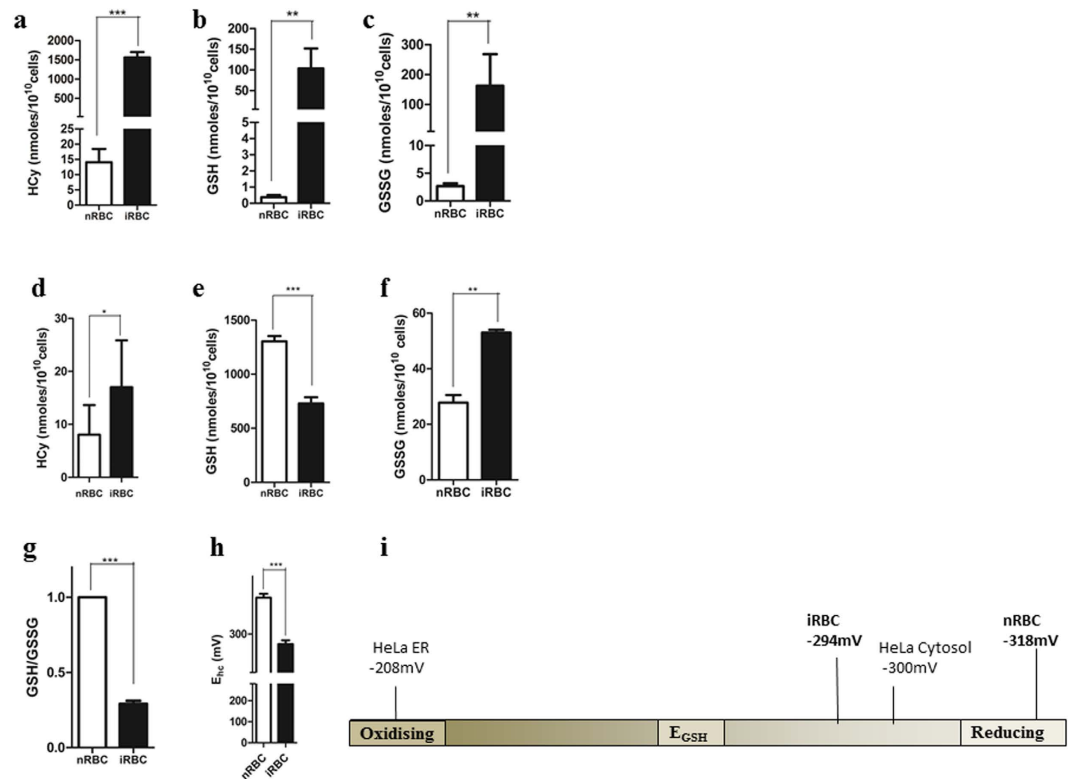 a
***
HCy (nmoles/10^10cells)
2000
1500
1000
500
25
20
15
10
5
0
nRBC iRBC
b
**
GSH (nmoles/10^10cells)
200
150
100
50
5
4
3
2
1
0
nRBC iRBC
c
**
GSSG (nmoles/10^10cells)
300
200
100
10
5
0
nRBC iRBC
d
*
HCy (nmoles/10^10cells)
30
20
10
0
nRBC iRBC
e
***
GSH (nmoles/10^10cells)
1500
1000
500
0
nRBC iRBC
f
**
GSSG (nmoles/10^10 cells)
60
40
20
0
nRBC iRBC
g
***
GSH/GSSG
1.0
0.5
0.0
nRBC iRBC
h
***
E_hc (mV)
300
200
100
0
nRBC
iRBC
i
HeLa ER
-208mV
iRBC
-294mV
HeLa Cytosol
-300mV
nRBC
-318mV
Oxidising
E_GSH
Reducing